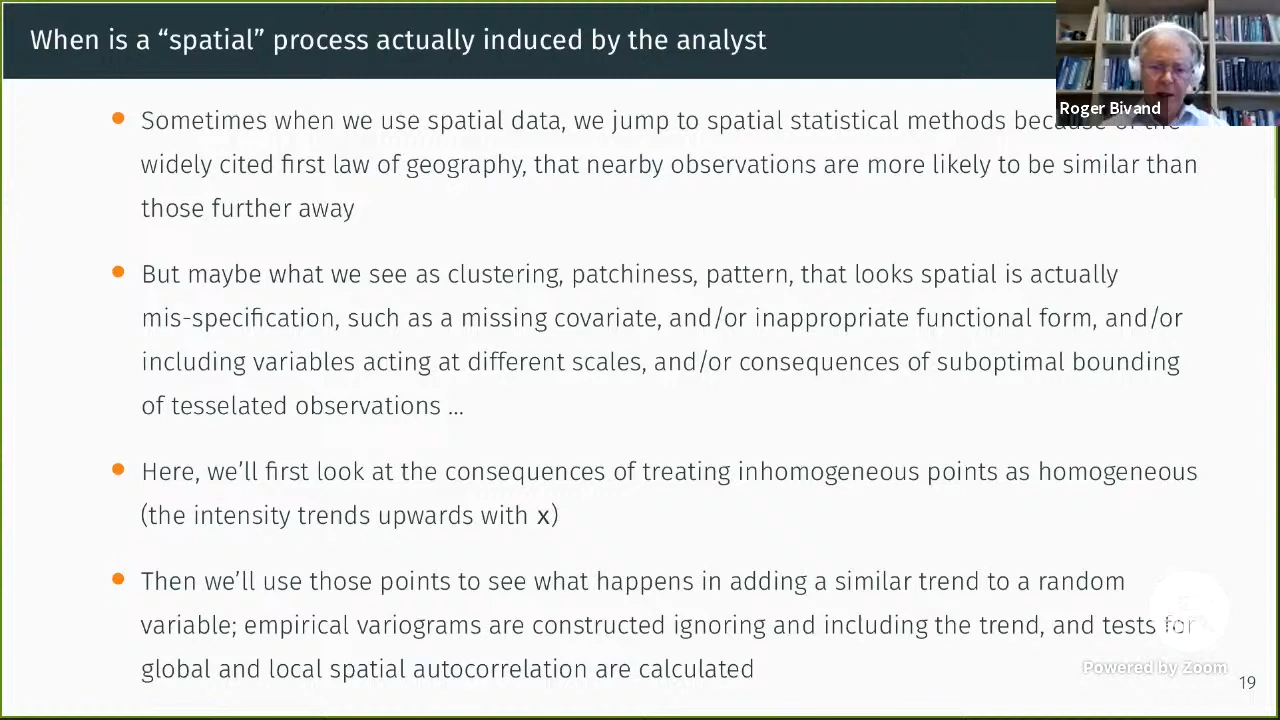 When is a “spatial” process actually induced by the analyst
Roger Bivand
Sometimes when we use spatial data, we jump to spatial statistical methods because of the
widely cited first law of geography, that nearby observations are more likely to be similar than
those further away
But maybe what we see as clustering, patchiness, pattern, that looks spatial is actually
mis-specification, such as a missing covariate, and/or inappropriate functional form, and/or
including variables acting at different scales, and/or consequences of suboptimal bounding
of tesselated observations ...
Here, we’ll first look at the consequences of treating inhomogeneous points as homogeneous
(the intensity trends upwards with x)
Then we’ll use those points to see what happens in adding a similar trend to a random
variable; empirical variograms are constructed ignoring and including the trend, and tests for
global and local spatial autocorrelation are calculated
Powered by Zoom
19